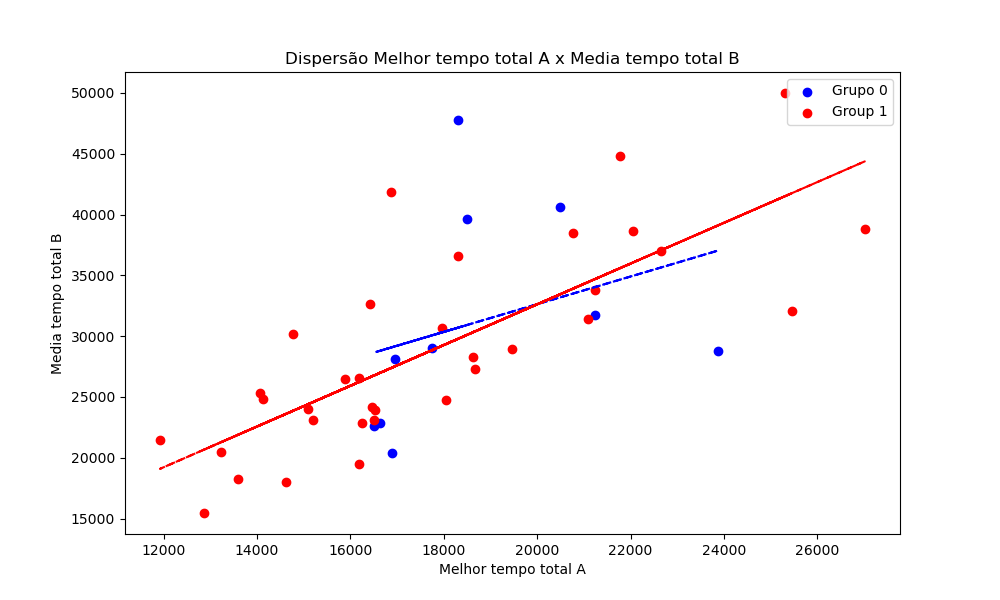 Dispersão Melhor tempo total A x Media tempo total B
Grupo 0
Group 1
Media tempo total B
50000
45000
40000
35000
30000
25000
20000
15000
12000 14000 16000 18000 20000 22000 24000 26000
Melhor tempo total A